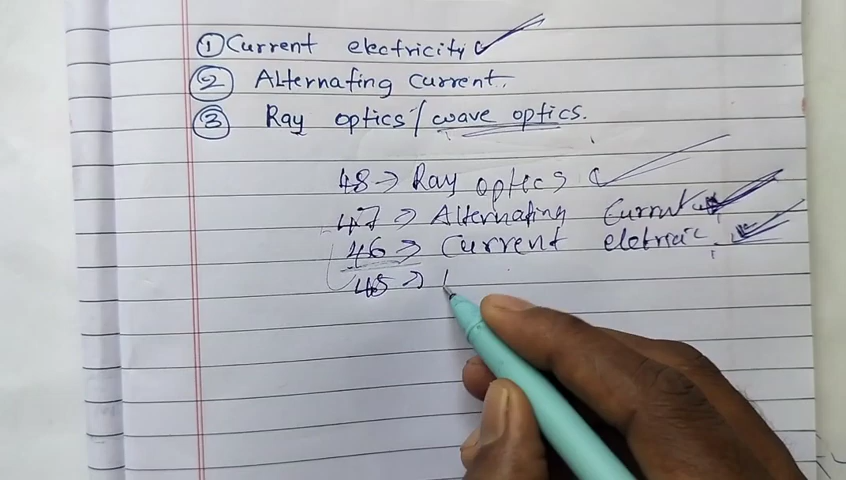 ① Current electricity
② Alternating Current.
③ Ray optics / wave optics.
48 → Ray optics
47 → Alternating Current
46 → Current eletricic
45 →